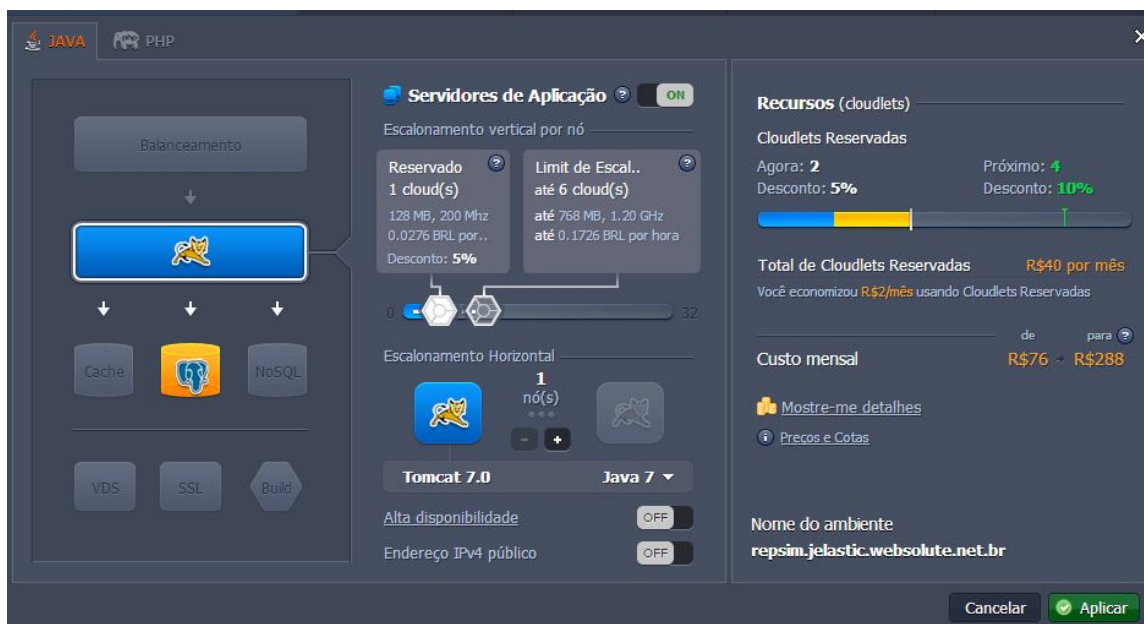 JAVA
PHP
Balanceamento
Cache
NoSQL
VDS
SSL
Build
Servidores de Aplicação ? ON
Escalonamento vertical por nó
Reservado ?
1 cloud(s)
128 MB, 200 Mhz
0.0276 BRL por..
Desconto: 5%
Limit de Escal.. ?
até 6 cloud(s)
até 768 MB, 1.20 GHz
até 0.1726 BRL por hora
0
32
Escalonamento Horizontal
1
nó(s)
- +
Tomcat 7.0
Java 7
Alta disponibilidade OFF
Endereço IPv4 público OFF
Recursos (cloudlets)
Cloudlets Reservadas
Agora: 2 Próximo: 4
Desconto: 5% Desconto: 10%
Total de Cloudlets Reservadas R$40 por mês
Você economizou R$2/mês usando Cloudlets Reservadas
de para ?
Custo mensal R$76 - R$288
Mostre-me detalhes
Preços e Cotas
Nome do ambiente
repsim.jelastic.websolute.net.br
Cancelar
Aplicar